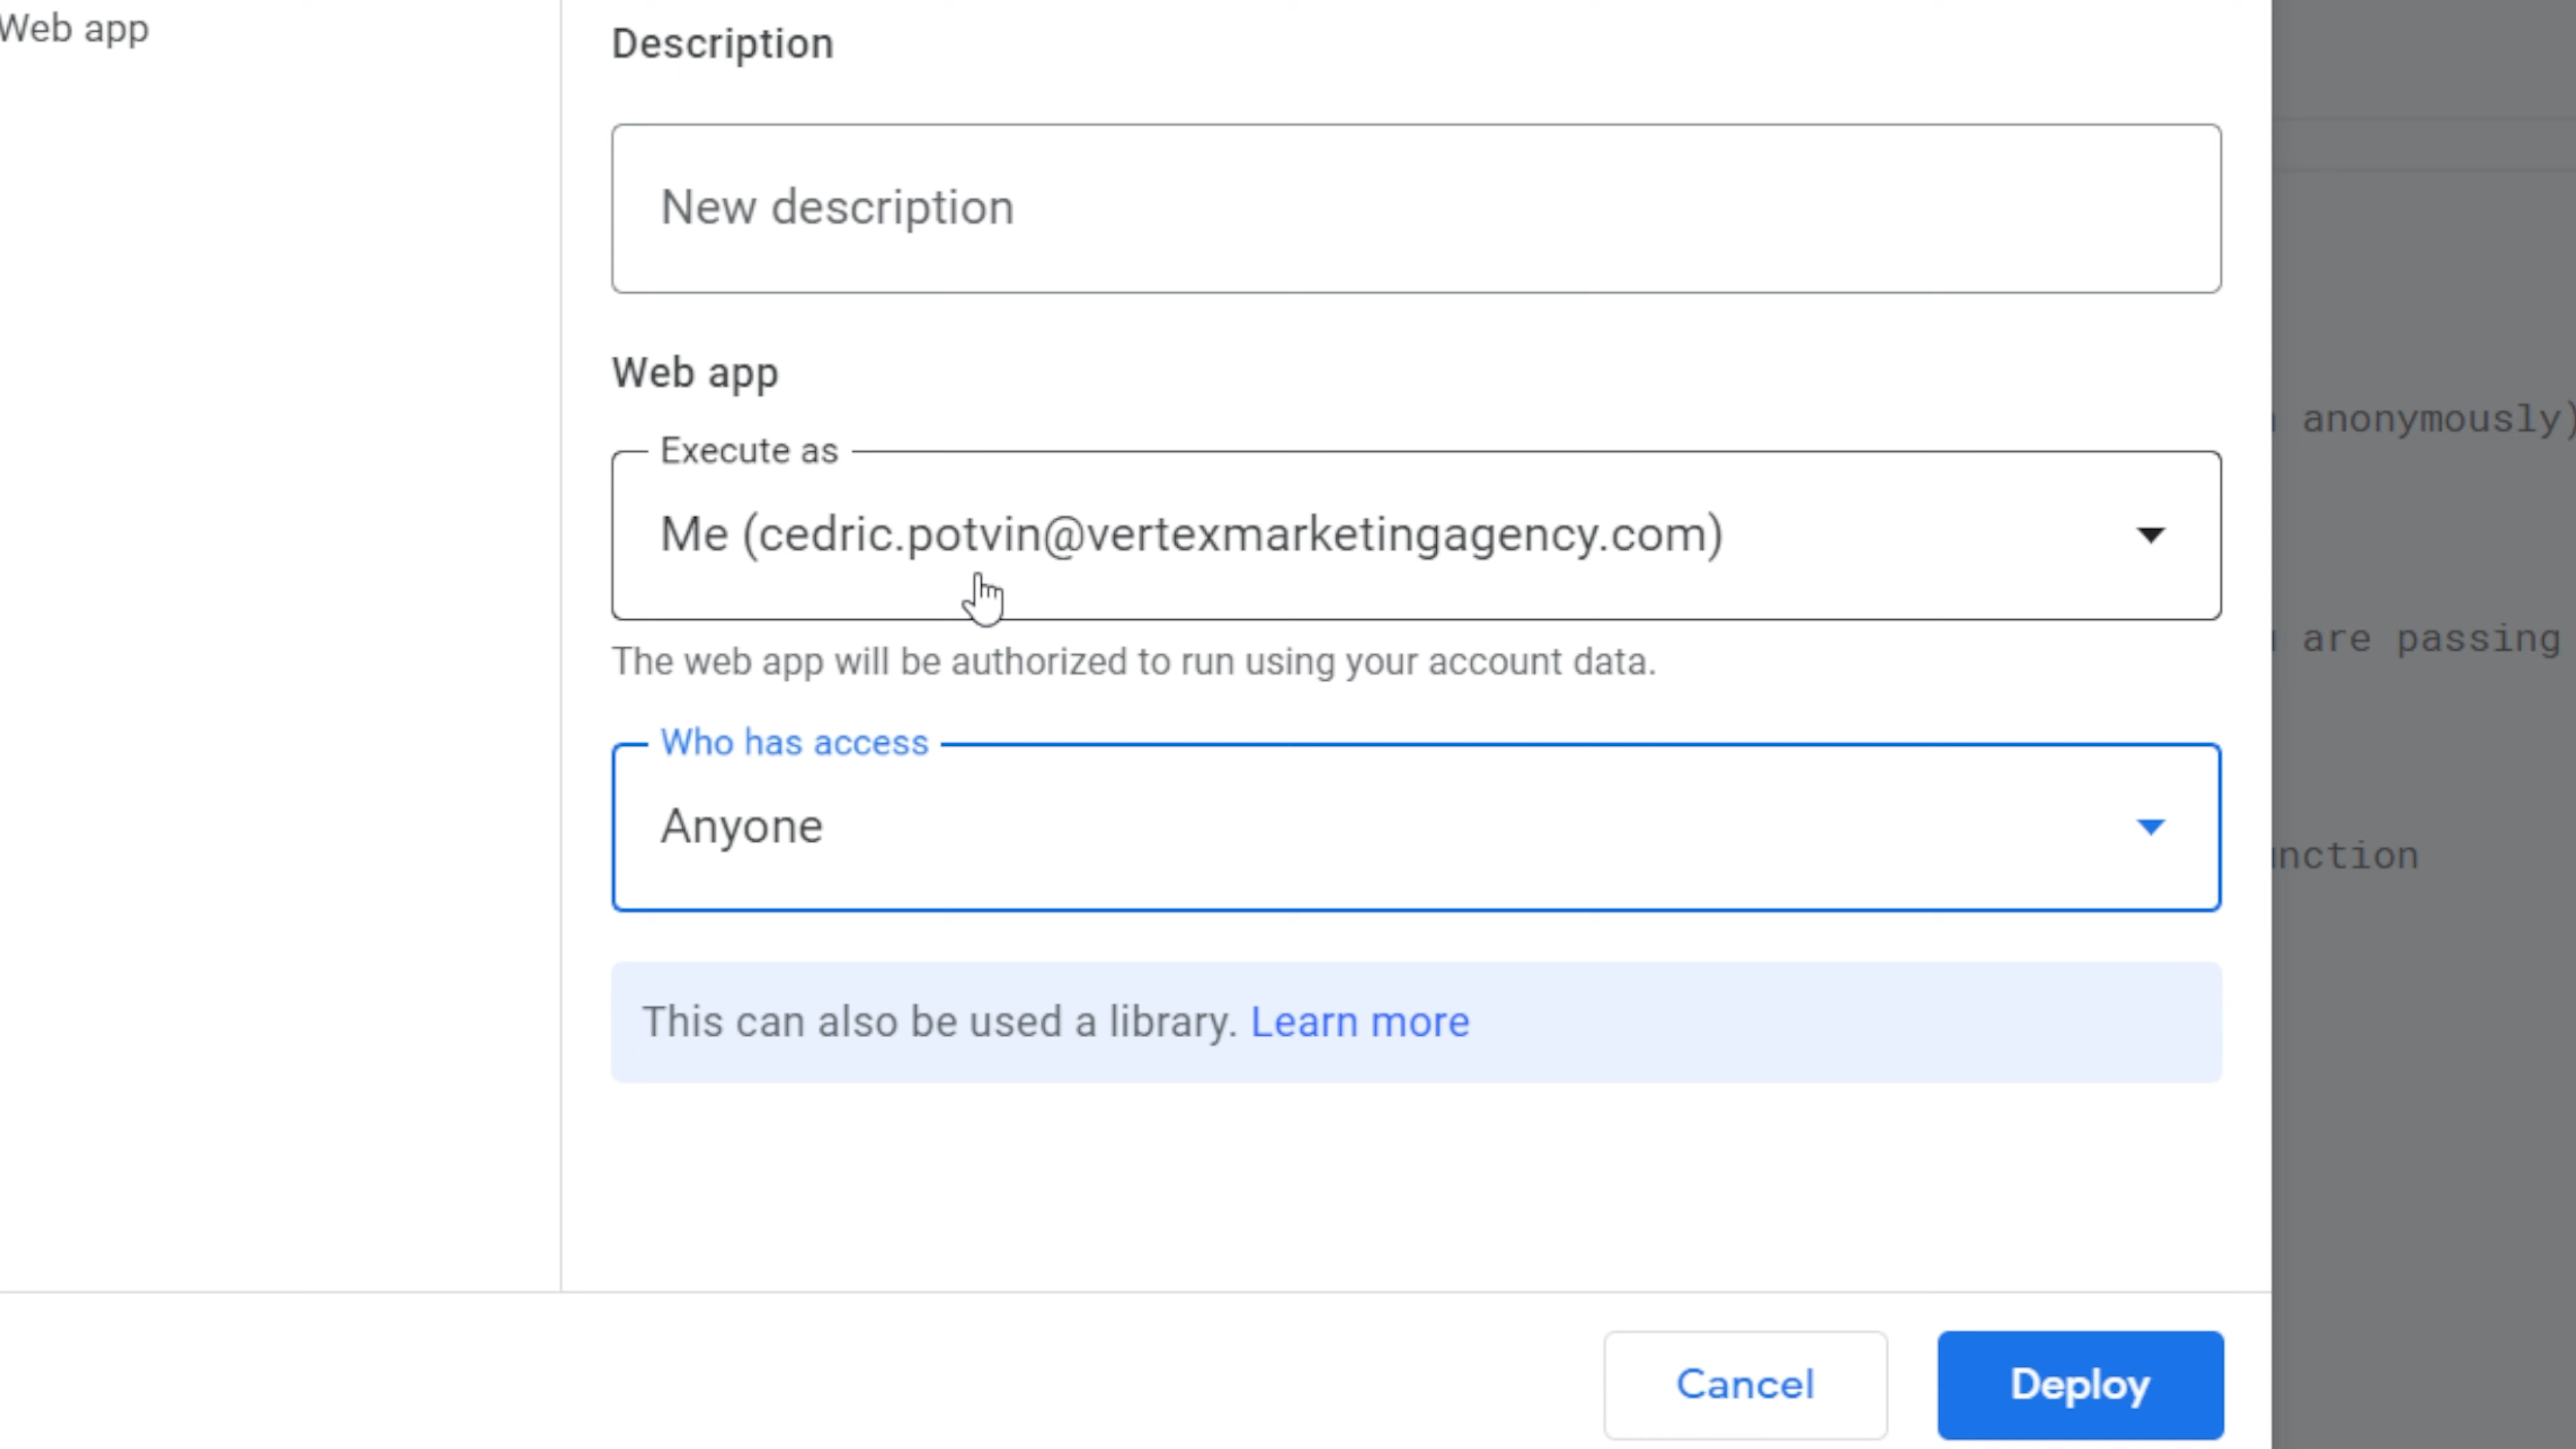 Web app
Description
New description
Web app
Execute as
Me (cedric.potvin@vertexmarketingagency.com)
The web app will be authorized to run using your account data.
Who has access
Anyone
This can also be used a library. Learn more
Cancel
Deploy
anonymously)
are passing